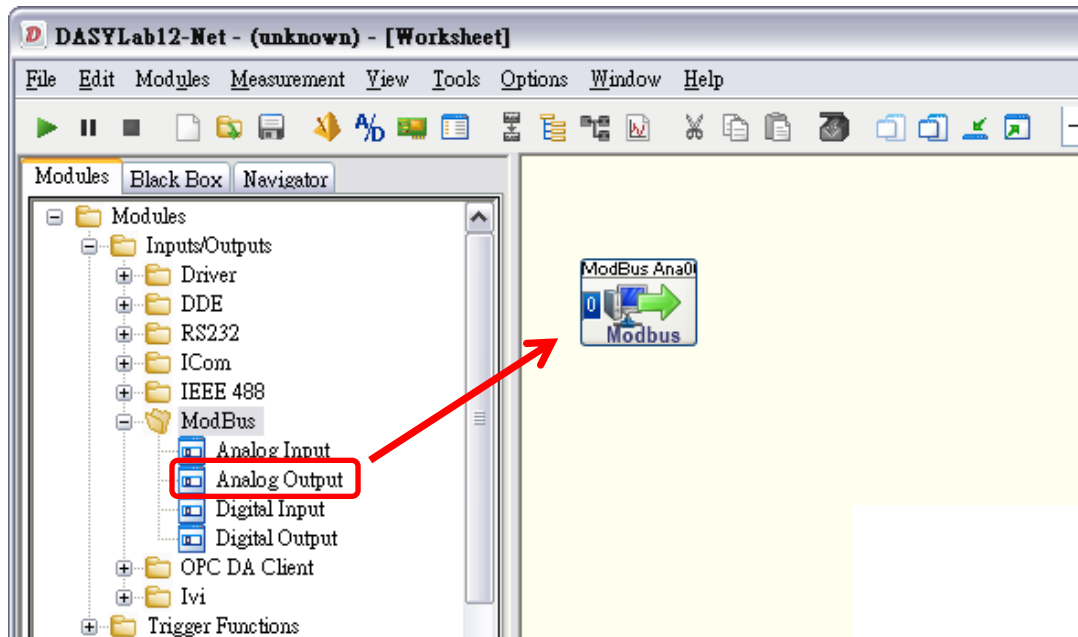 DASYLab12-Net - (unknown) - [Worksheet]
File Edit Modules Measurement View Tools Options Window Help
Modules Black Box Navigator
Modules
Inputs/Outputs
Driver
DDE
RS232
ICom
IEEE 488
ModBus
Analog Input
Analog Output
Digital Input
Digital Output
OPC DA Client
Ivi
Trigger Functions
ModBus Ana0
0
Modbus